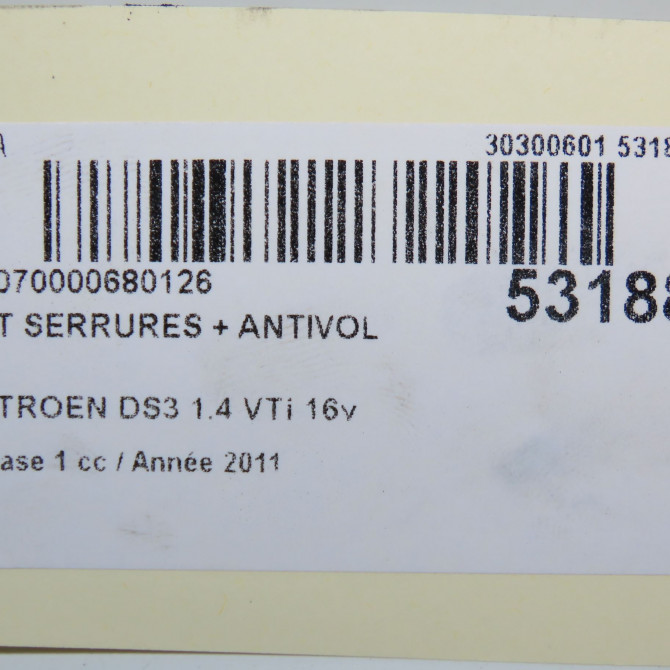 A 30300601 5318
070000680126
53188
T SERRURES + ANTIVOL
TROEN DS3 1.4 VTi 16v
ase 1 cc / Année 2011